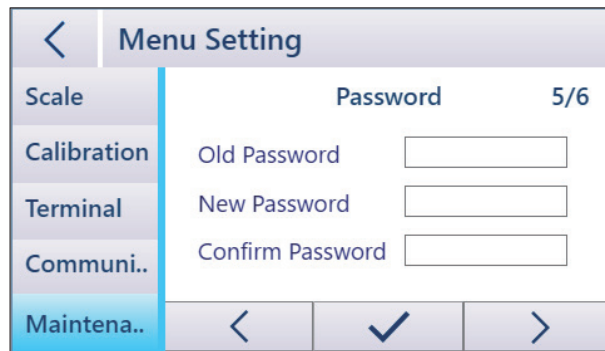 Menu Setting
Scale
Calibration
Terminal
Communi..
Maintena..
Password 5/6
Old Password
New Password
Confirm Password